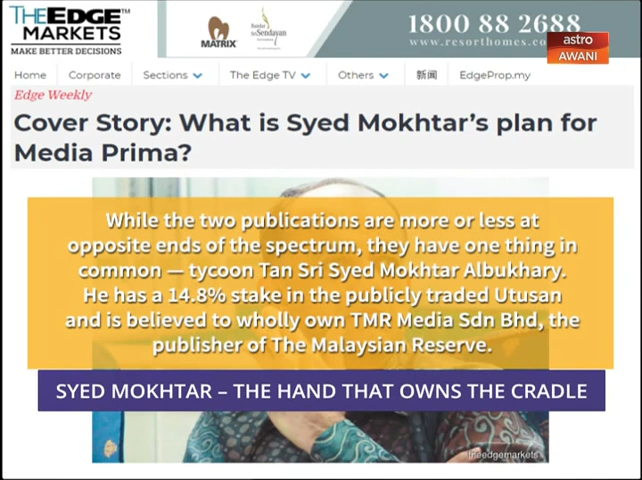 THEEDGE™
MARKETS
MAKE BETTER DECISIONS
MATRIX
Bandar
Sri Sendayan
1800 88 2688
www.resorthomes.co
astro
AWANI
Home Corporate Sections The Edge TV Others 新闻 EdgeProp.my
Edge Weekly
Cover Story: What is Syed Mokhtar's plan for
Media Prima?
While the two publications are more or less at
opposite ends of the spectrum, they have one thing in
common — tycoon Tan Sri Syed Mokhtar Albukhary.
He has a 14.8% stake in the publicly traded Utusan
and is believed to wholly own TMR Media Sdn Bhd, the
publisher of The Malaysian Reserve.
SYED MOKHTAR – THE HAND THAT OWNS THE CRADLE
theedgemarkets